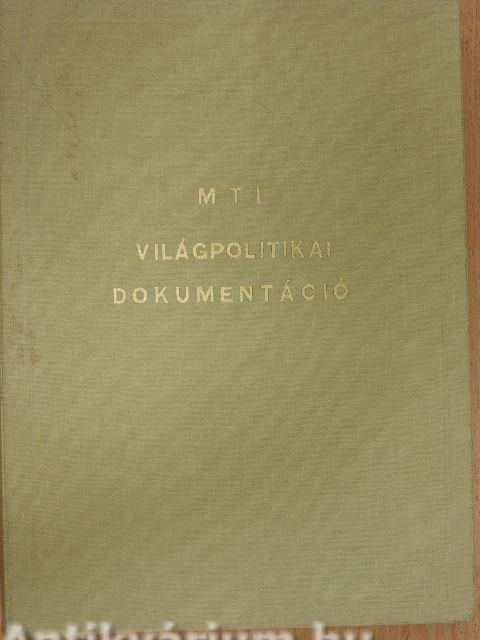 MTI
VILÁGPOLITIKAI
DOKUMENTÁCIÓ
Antikvárium.hu